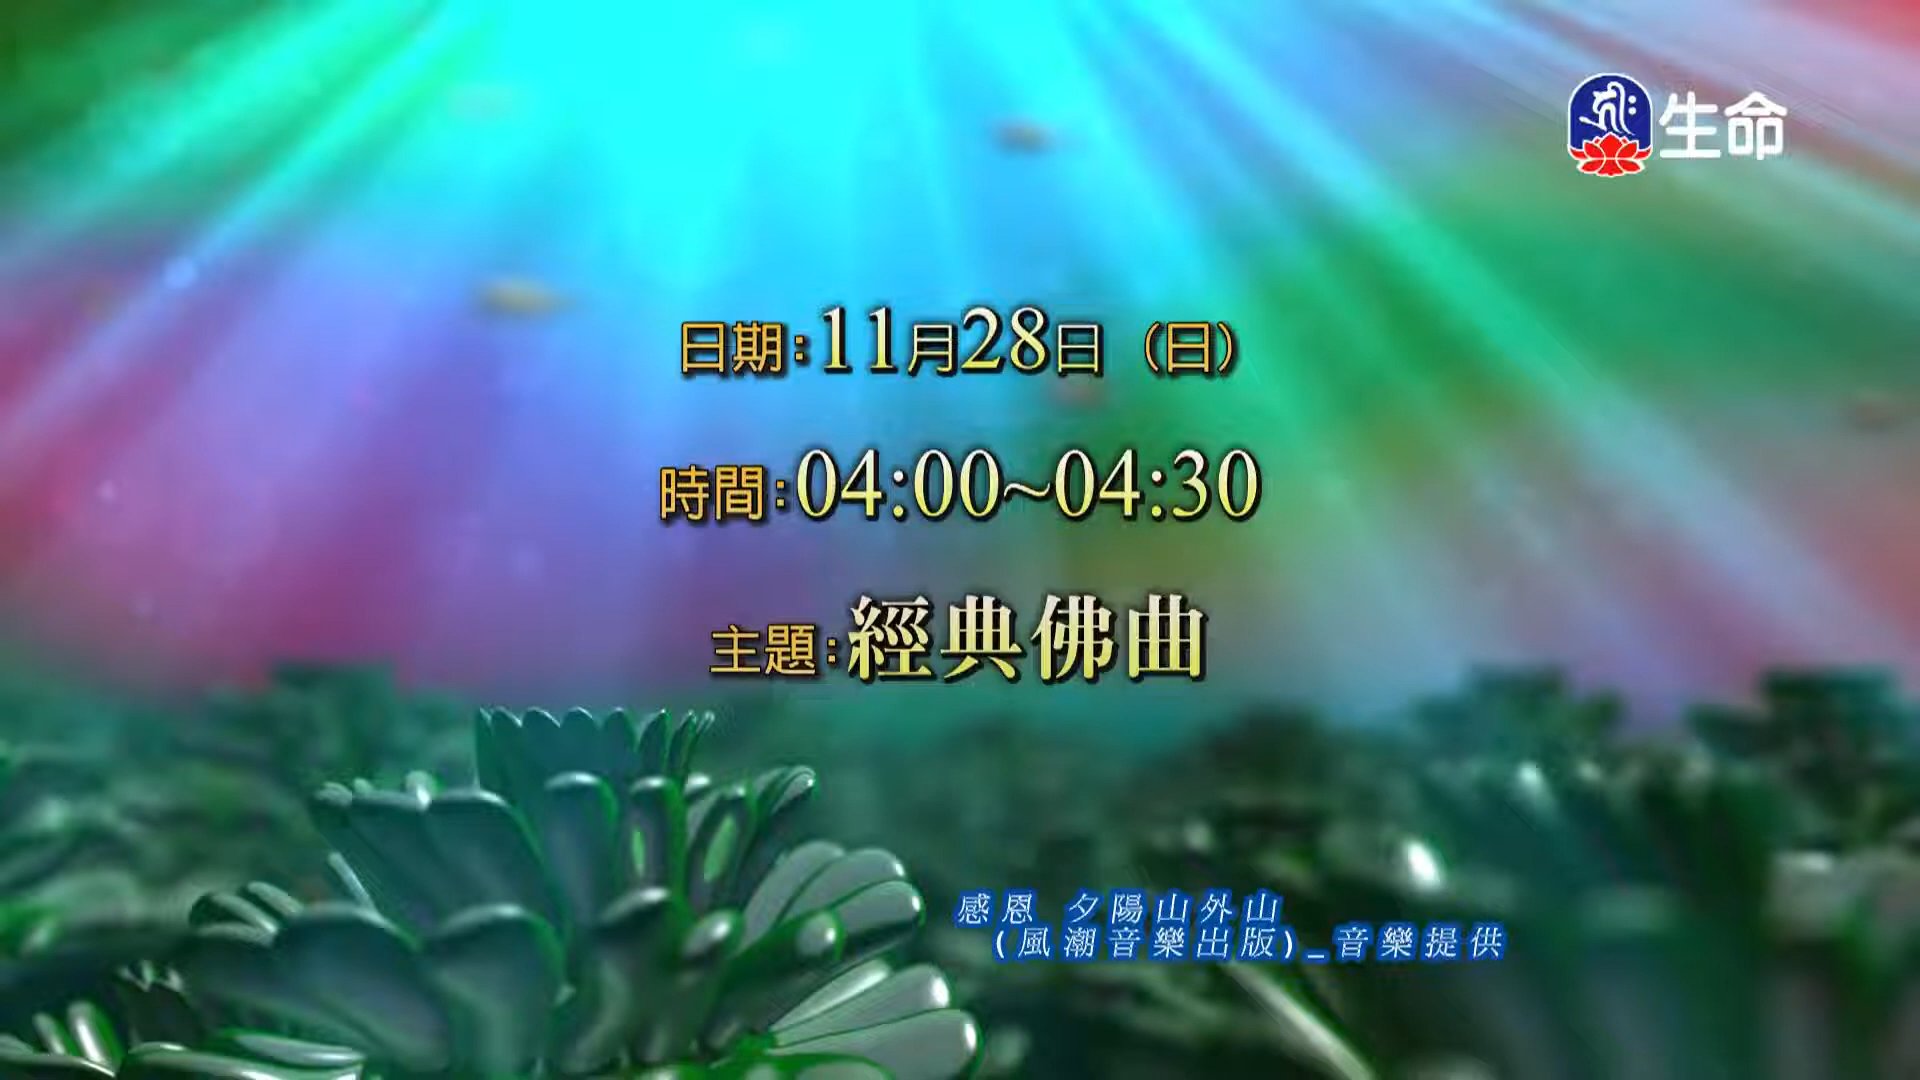 生命
日期:11月28日（日）
時間:04:00~04:30
主題:經典佛曲
感恩 夕陽山外山
(風潮音樂出版)_音樂提供